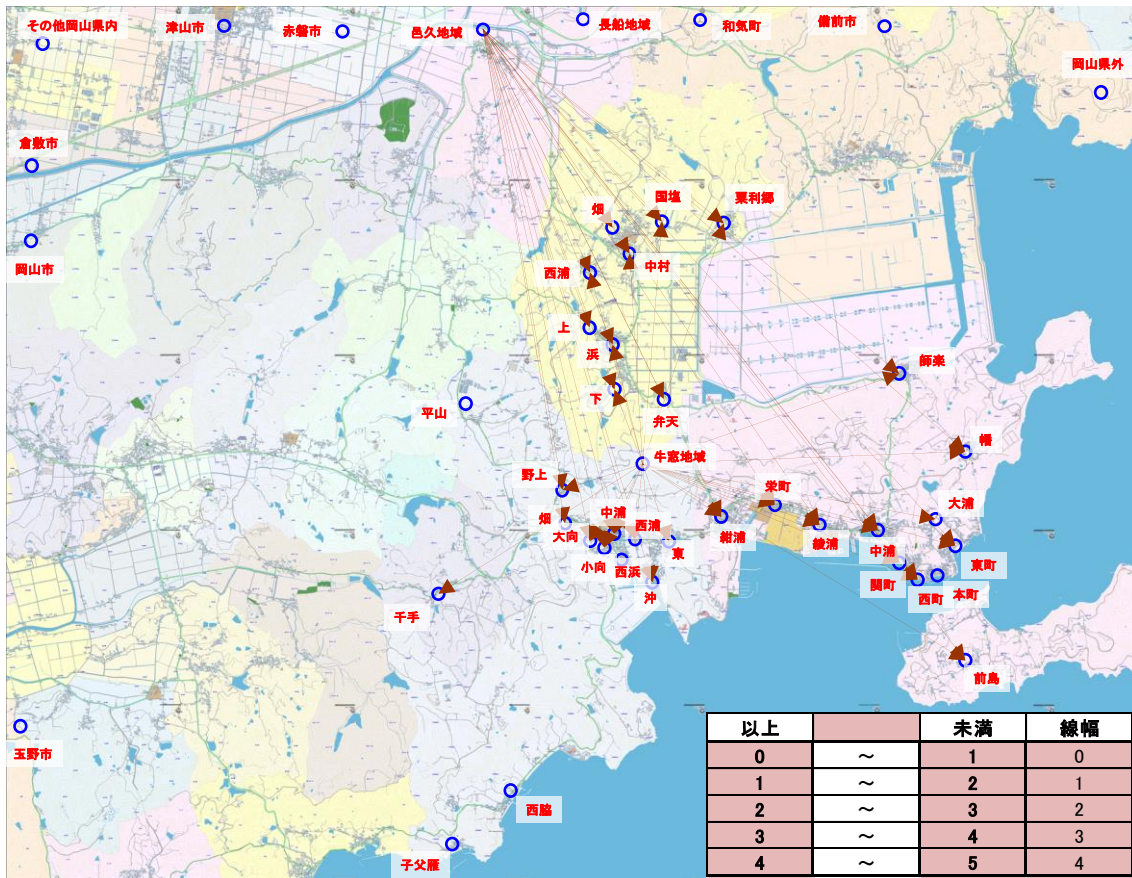 その他岡山県内
津山市
赤磐市
邑久地域
長船地域
和気町
備前市
岡山県外
倉敷市
岡山市
畑
国塩
粟利郷
中村
西浦
上
浜
師楽
下
弁天
平山
幡
牛窓地域
野上
栄町
大浦
畑
中浦
大向
西浦
紺浦
綾浦
中浦
小向
西浜
東
東町
関町
西町
本町
沖
千手
前島
玉野市
西脇
子父雁
以上 未満 線幅
0 ～ 1 0
1 ～ 2 1
2 ～ 3 2
3 ～ 4 3
4 ～ 5 4